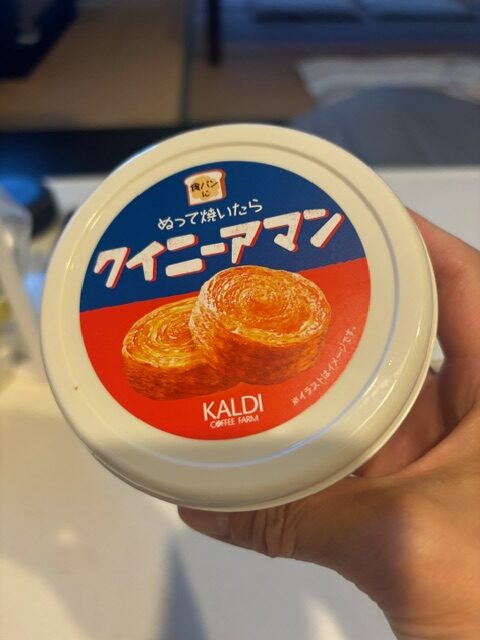 食パン
に
ぬって焼いたら
クイニーアマン
KALDI
COFFEE FARM
※イラストはイメージです。